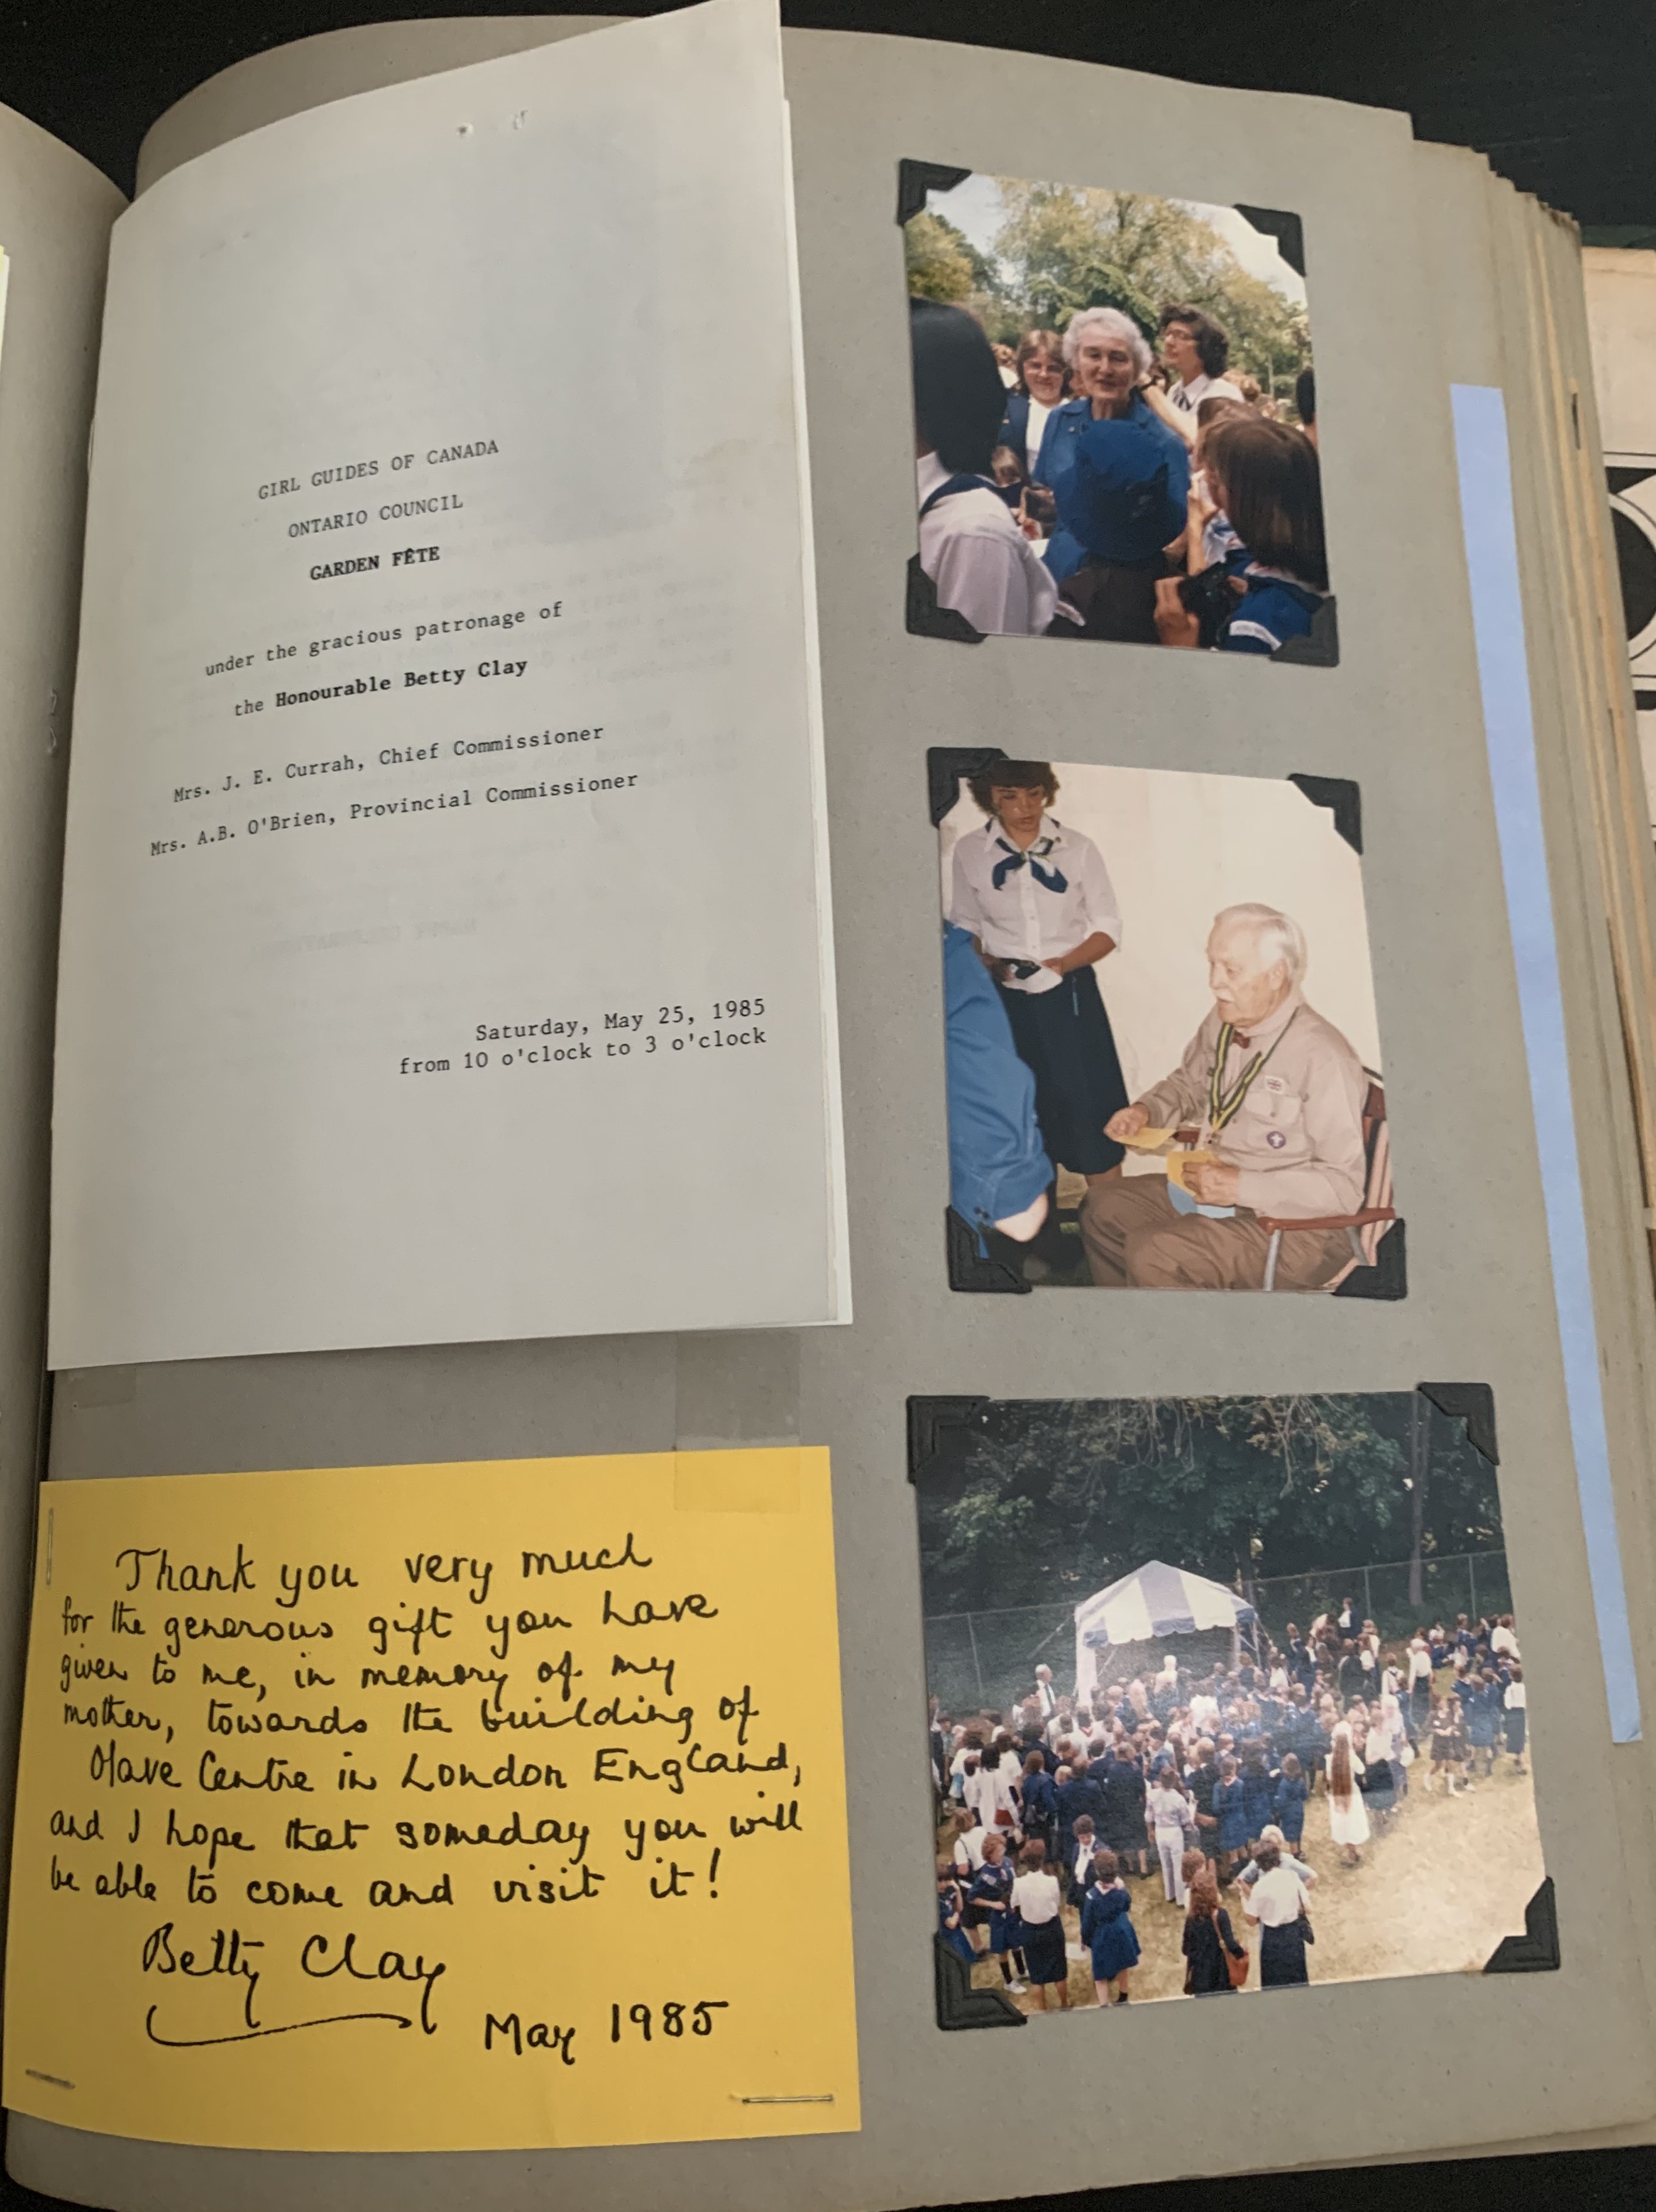 GIRL GUIDES OF CANADA
ONTARIO COUNCIL
GARDEN FÊTE
under the gracious patronage of
the Honourable Betty Clay
Mrs. J. E. Currah, Chief Commissioner
Mrs. A.B. O'Brien, Provincial Commissioner
Saturday, May 25, 1985
from 10 o'clock to 3 o'clock
Thank you very much
for the generous gift you have
given to me, in memory of my
mother, towards the building of
Olave Centre in London England,
and I hope that someday you will
be able to come and visit it!
Betty Clay
May 1985